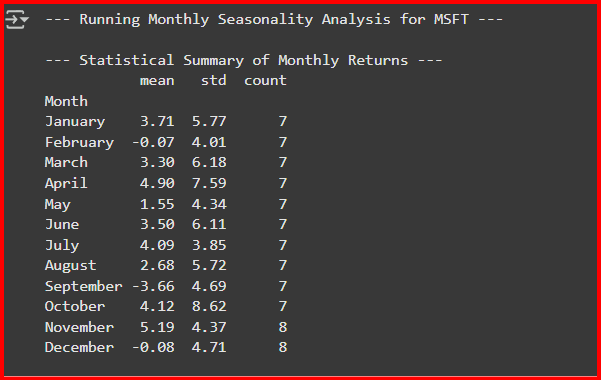 --- Running Monthly Seasonality Analysis for MSFT ---
--- Statistical Summary of Monthly Returns ---
mean std count
Month
January 3.71 5.77 7
February -0.07 4.01 7
March 3.30 6.18 7
April 4.90 7.59 7
May 1.55 4.34 7
June 3.50 6.11 7
July 4.09 3.85 7
August 2.68 5.72 7
September -3.66 4.69 7
October 4.12 8.62 7
November 5.19 4.37 8
December -0.08 4.71 8